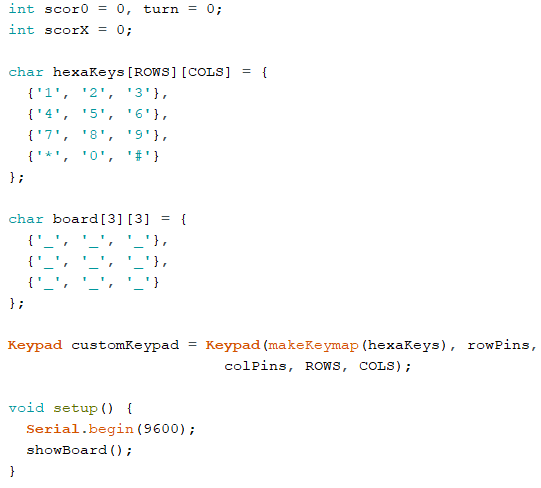 int scorO = 0, turn = 0;
int scorX = 0;
char hexaKeys[ROWS][COLS] = {
  {'1', '2', '3'},
  {'4', '5', '6'},
  {'7', '8', '9'},
  {'*', '0', '#'}
};
char board[3][3] = {
  {'_', '_', '_'},
  {'_', '_', '_'},
  {'_', '_', '_'}
};
Keypad customKeypad = Keypad(makeKeymap(hexaKeys), rowPins,
                        colPins, ROWS, COLS);
void setup() {
  Serial.begin(9600);
  showBoard();
}